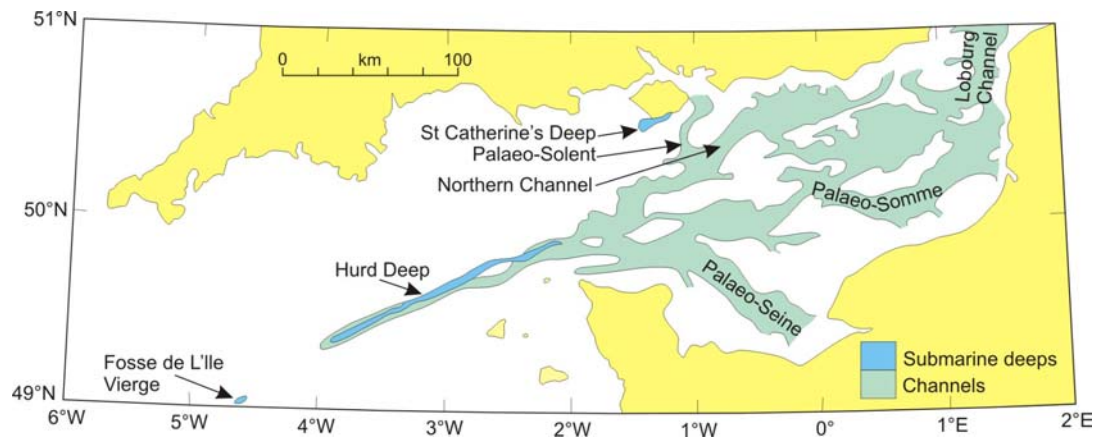 51°N
0 km 100
Lobourg
Channel
St Catherine's Deep
Palaeo-Solent
Northern Channel
50°N
Palaeo-Somme
Hurd Deep
Palaeo-Seine
Fosse de L'Ile
Vierge
Submarine deeps
Channels
49°N
6°W 5°W 4°W 3°W 2°W 1°W 0° 1°E 2°E